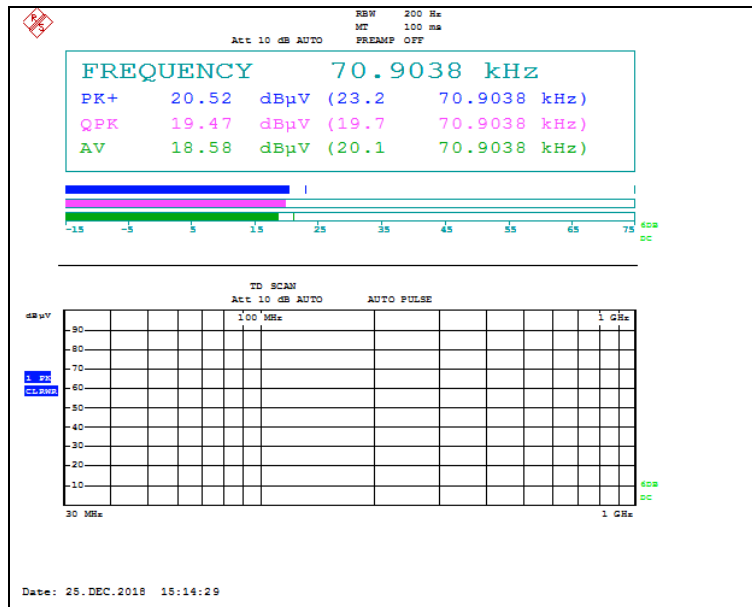 RBW 200 Hz
MT 100 ms
Att 10 dB AUTO PREAMP OFF
FREQUENCY 70.9038 kHz
PK+ 20.52 dBµV (23.2 70.9038 kHz)
QPK 19.47 dBµV (19.7 70.9038 kHz)
AV 18.58 dBµV (20.1 70.9038 kHz)
-15 -5 5 15 25 35 45 55 65 75
6DB
DC
TD SCAN
Att 10 dB AUTO AUTO PULSE
dBµV
100 MHz 1 GHz
90
80
70
1 PK
CLRWR
60
50
40
30
20
10
6DB
DC
30 MHz 1 GHz
Date: 25.DEC.2018 15:14:29